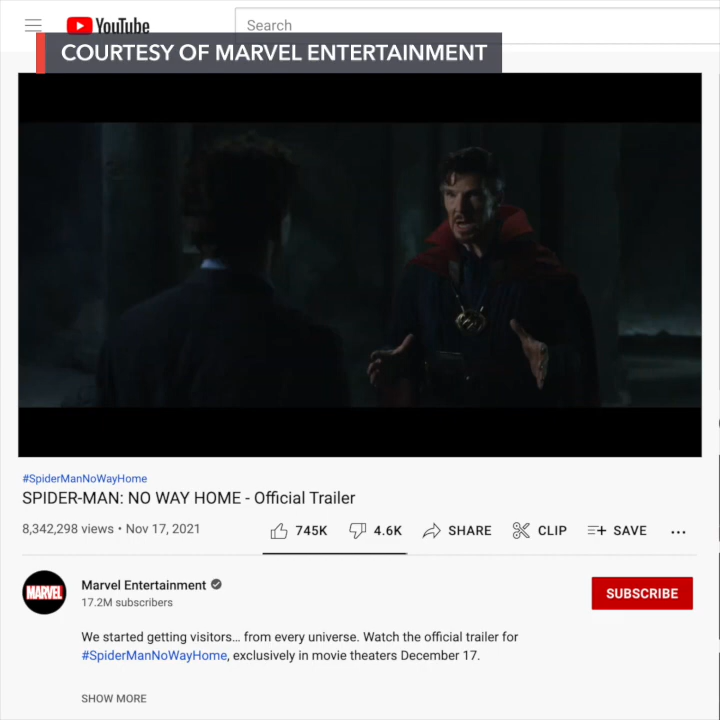 YouTube
Search
COURTESY OF MARVEL ENTERTAINMENT
#SpiderManNoWayHome
SPIDER-MAN: NO WAY HOME - Official Trailer
8,342,298 views • Nov 17, 2021
745K
4.6K
SHARE
CLIP
SAVE
MARVEL
Marvel Entertainment
17.2M subscribers
SUBSCRIBE
We started getting visitors... from every universe. Watch the official trailer for
#SpiderManNoWayHome, exclusively in movie theaters December 17.
SHOW MORE